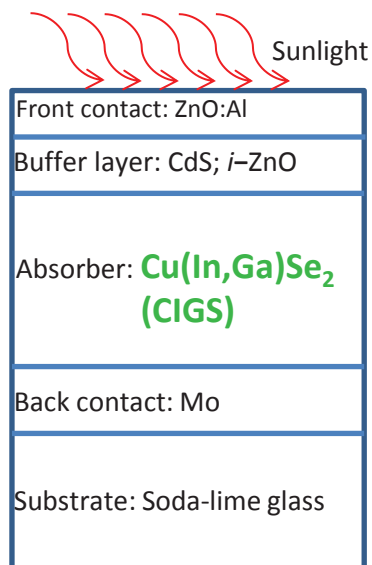 Sunlight
Front contact: ZnO:Al
Buffer layer: CdS; i–ZnO
Absorber: Cu(In,Ga)Se₂
(CIGS)
Back contact: Mo
Substrate: Soda-lime glass